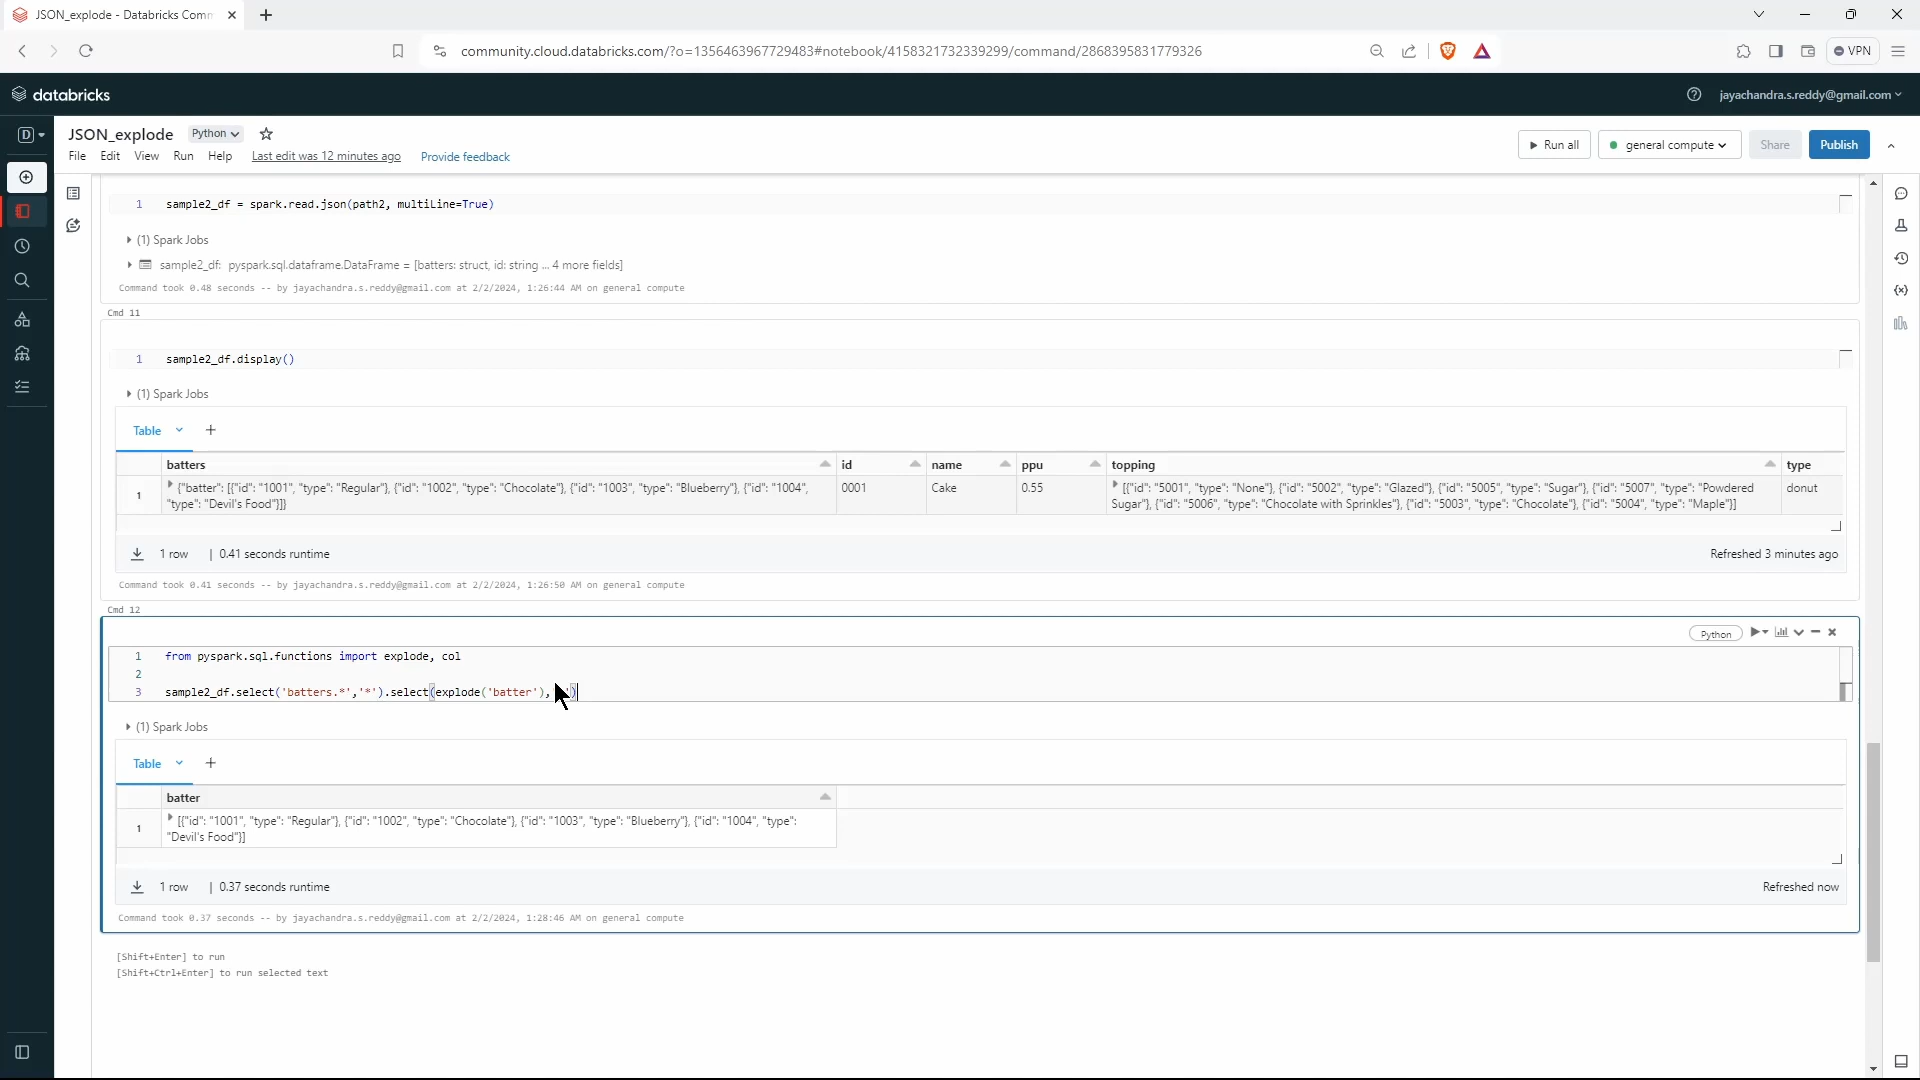 JSON_explode - Databricks Comm
community.cloud.databricks.com/?o=1356463967729483#notebook/4158321732339299/command/2868395831779326
VPN
databricks
jayachandra.s.reddy@gmail.com
D
JSON_explode
Python
File Edit View Run Help Last edit was 12 minutes ago Provide feedback
Run all
general compute
Share
Publish
1 sample2_df = spark.read.json(path2, multiLine=True)
(1) Spark Jobs
sample2_df: pyspark.sql.dataframe.DataFrame = [batters: struct, id: string ... 4 more fields]
Command took 0.48 seconds -- by jayachandra.s.reddy@gmail.com at 2/2/2024, 1:26:44 AM on general compute
Cmd 11
1 sample2_df.display()
(1) Spark Jobs
Table
batters id name ppu topping type
1 {"batter": [{"id": "1001", "type": "Regular"}, {"id": "1002", "type": "Chocolate"}, {"id": "1003", "type": "Blueberry"}, {"id": "1004", "type": "Devil's Food"}]} 0001 Cake 0.55 [{"id": "5001", "type": "None"}, {"id": "5002", "type": "Glazed"}, {"id": "5005", "type": "Sugar"}, {"id": "5007", "type": "Powdered Sugar"}, {"id": "5006", "type": "Chocolate with Sprinkles"}, {"id": "5003", "type": "Chocolate"}, {"id": "5004", "type": "Maple"}] donut
1 row | 0.41 seconds runtime
Refreshed 3 minutes ago
Command took 0.41 seconds -- by jayachandra.s.reddy@gmail.com at 2/2/2024, 1:26:50 AM on general compute
Cmd 12
Python
1 from pyspark.sql.functions import explode, col
2
3 sample2_df.select('batters.*','*').select(explode('batter'), ')
(1) Spark Jobs
Table
batter
1 [{"id": "1001", "type": "Regular"}, {"id": "1002", "type": "Chocolate"}, {"id": "1003", "type": "Blueberry"}, {"id": "1004", "type": "Devil's Food"}]
1 row | 0.37 seconds runtime
Refreshed now
Command took 0.37 seconds -- by jayachandra.s.reddy@gmail.com at 2/2/2024, 1:28:46 AM on general compute
[Shift+Enter] to run
[Shift+Ctrl+Enter] to run selected text